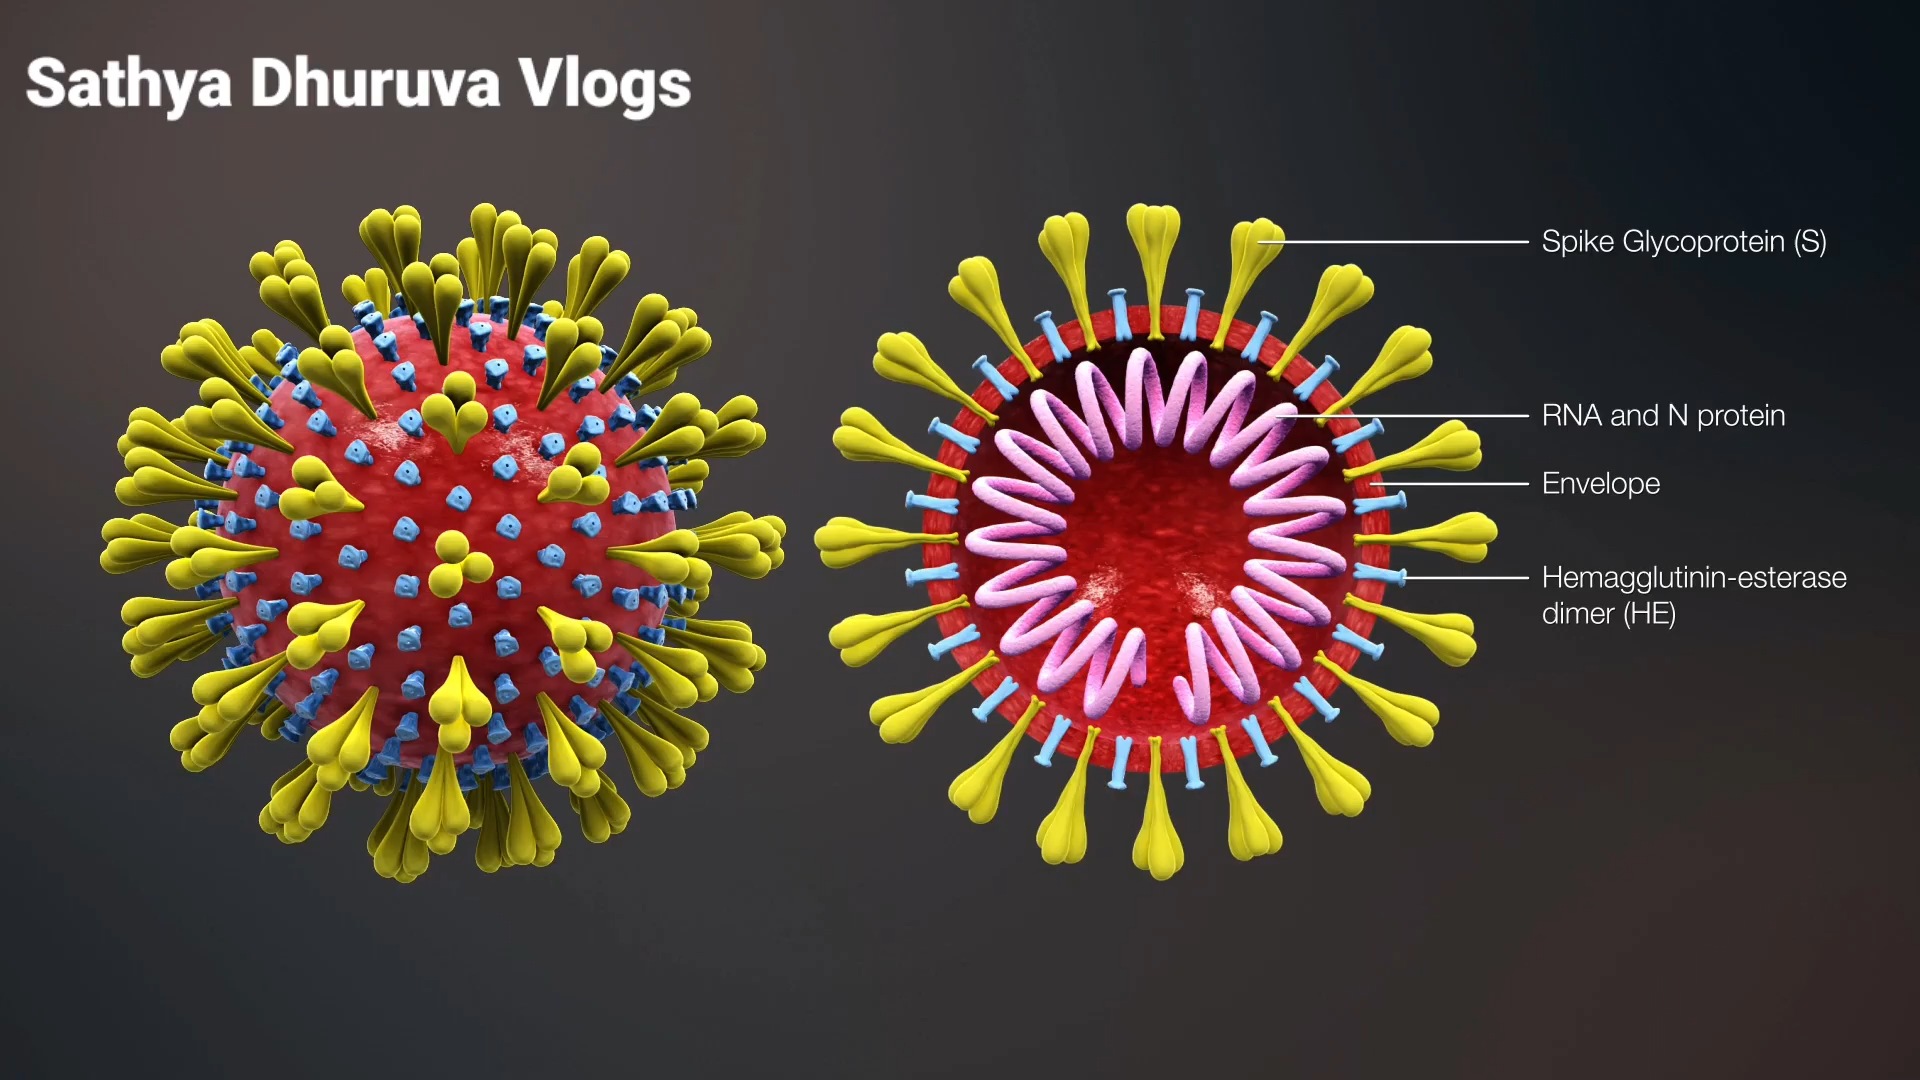 Sathya Dhuruva Vlogs
Spike Glycoprotein (S)
RNA and N protein
Envelope
Hemagglutinin-esterase
dimer (HE)